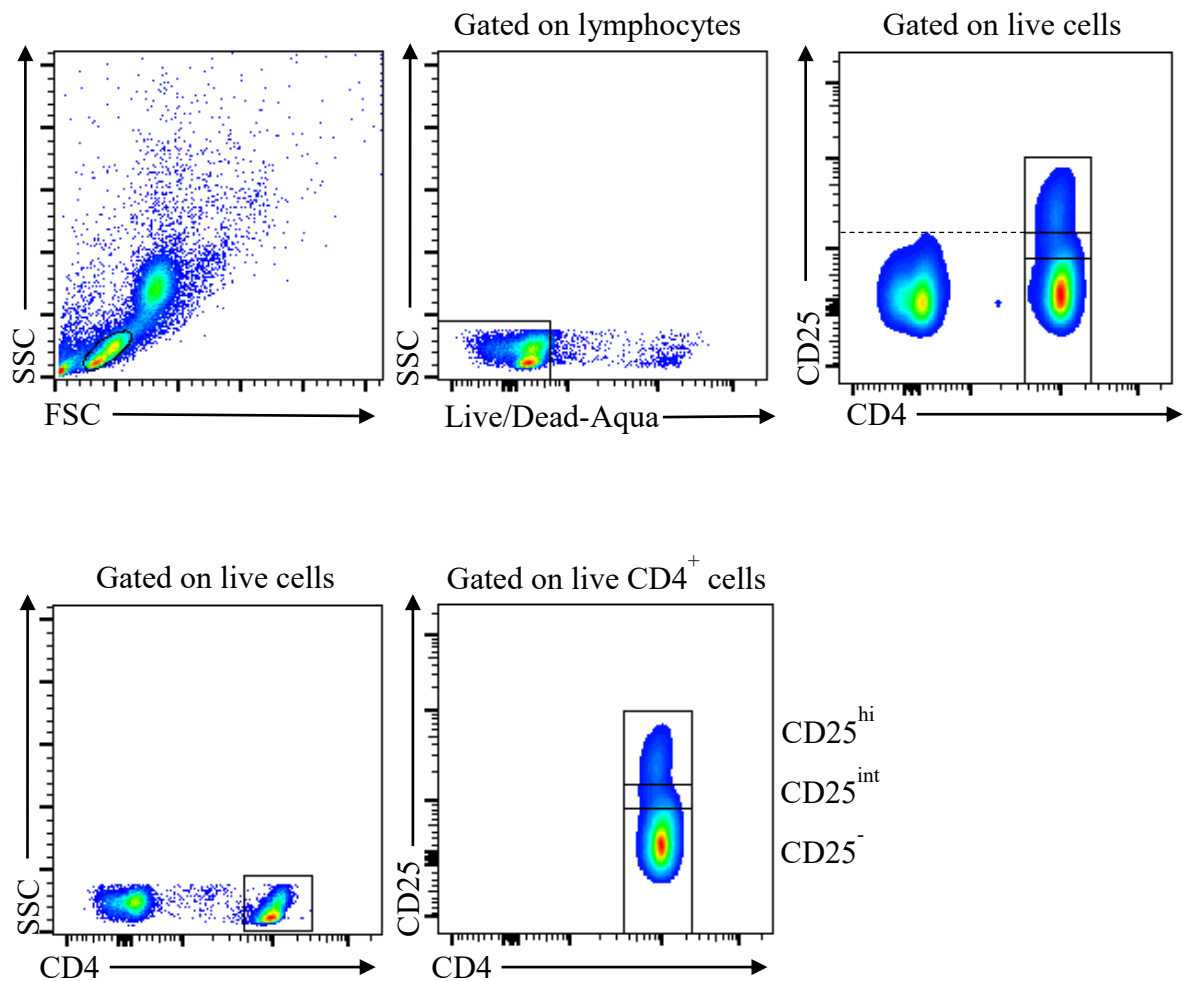 Gated on lymphocytes
Gated on live cells
SSC
FSC
SSC
Live/Dead-Aqua
CD25
CD4
Gated on live cells
Gated on live CD4+ cells
SSC
CD4
CD25
CD4
CD25hi
CD25int
CD25-